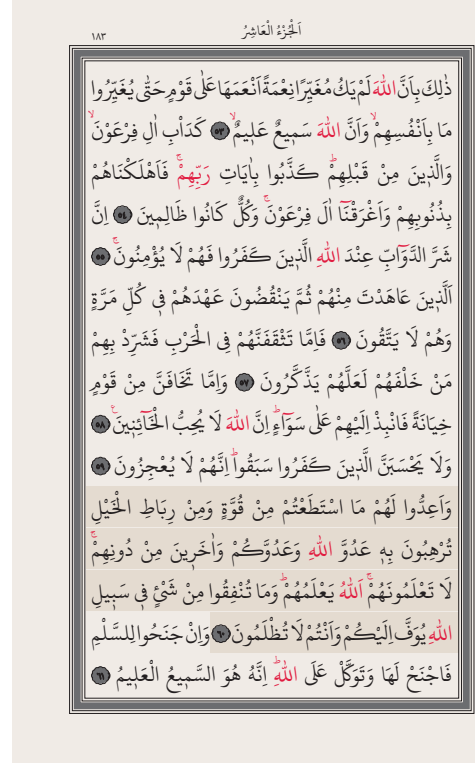 ١٨٣
اَلْجُزْءُ الْعَاشِرُ
ذٰلِكَ بِاَنَّ اللّٰهَ لَمْ يَكُ مُغَيِّرًا نِعْمَةً اَنْعَمَهَا عَلٰى قَوْمٍ حَتّٰى يُغَيِّرُوا
مَا بِاَنْفُسِهِمْۙ وَاَنَّ اللّٰهَ سَمِيعٌ عَلِيمٌۙ ﴿٥٣﴾ كَدَاْبِ اٰلِ فِرْعَوْنَۙ
وَالَّذِينَ مِنْ قَبْلِهِمْۜ كَذَّبُوا بِاٰيَاتِ رَبِّهِمْۚ فَاَهْلَكْنَاهُمْ
بِذُنُوبِهِمْ وَاَغْرَقْنَٓا اٰلَ فِرْعَوْنَۚ وَكُلٌّ كَانُوا ظَالِمِينَ ﴿٥٤﴾ اِنَّ
شَرَّ الدَّوَٓابِّ عِنْدَ اللّٰهِ الَّذِينَ كَفَرُوا فَهُمْ لَا يُؤْمِنُونَۚ ﴿٥٥﴾
اَلَّذِينَ عَاهَدْتَ مِنْهُمْ ثُمَّ يَنْقُضُونَ عَهْدَهُمْ فِي كُلِّ مَرَّةٍ
وَهُمْ لَا يَتَّقُونَ ﴿٥٦﴾ فَاِمَّا تَثْقَفَنَّهُمْ فِي الْحَرْبِ فَشَرِّدْ بِهِمْ
مَنْ خَلْفَهُمْ لَعَلَّهُمْ يَذَّكَّرُونَ ﴿٥٧﴾ وَاِمَّا تَخَافَنَّ مِنْ قَوْمٍ
خِيَانَةً فَانْبِذْ اِلَيْهِمْ عَلٰى سَوَٓاءٍۜ اِنَّ اللّٰهَ لَا يُحِبُّ الْخَٓائِنِينَ۟ ﴿٥٨﴾
وَلَا يَحْسَبَنَّ الَّذِينَ كَفَرُوا سَبَقُواۜ اِنَّهُمْ لَا يُعْجِزُونَ ﴿٥٩﴾
وَاَعِدُّوا لَهُمْ مَا اسْتَطَعْتُمْ مِنْ قُوَّةٍ وَمِنْ رِبَاطِ الْخَيْلِ
تُرْهِبُونَ بِهِ عَدُوَّ اللّٰهِ وَعَدُوَّكُمْ وَاٰخَرِينَ مِنْ دُونِهِمْۚ
لَا تَعْلَمُونَهُمْۚ اَللّٰهُ يَعْلَمُهُمْۜ وَمَا تُنْفِقُوا مِنْ شَيْءٍ فِي سَبِيلِ
اللّٰهِ يُوَفَّ اِلَيْكُمْ وَاَنْتُمْ لَا تُظْلَمُونَ ﴿٦٠﴾ وَاِنْ جَنَحُوا لِلسَّلْمِ
فَاجْنَحْ لَهَا وَتَوَكَّلْ عَلَى اللّٰهِۜ اِنَّهُ هُوَ السَّمِيعُ الْعَلِيمُ ﴿٦١﴾